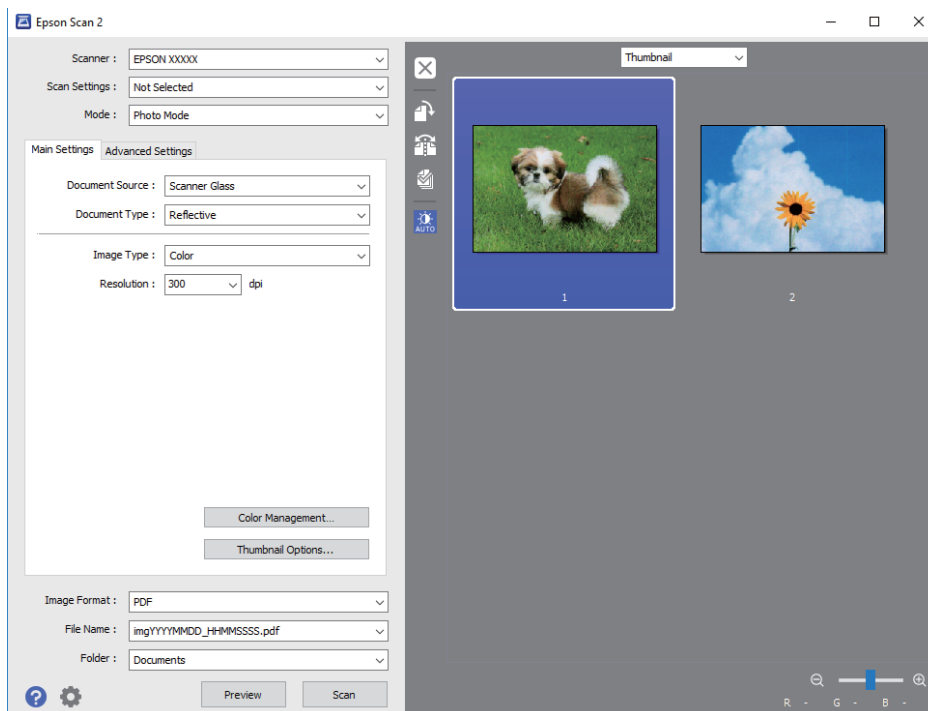 Epson Scan 2
Scanner : EPSON XXXXX
Scan Settings : Not Selected
Mode : Photo Mode
Main Settings Advanced Settings
Document Source : Scanner Glass
Document Type : Reflective
Image Type : Color
Resolution : 300 dpi
Color Management...
Thumbnail Options...
Image Format : PDF
File Name : imgYYYYMMDD_HHMMSSSS.pdf
Folder : Documents
? Preview Scan
Thumbnail
AUTO
1 2
R - G - B -